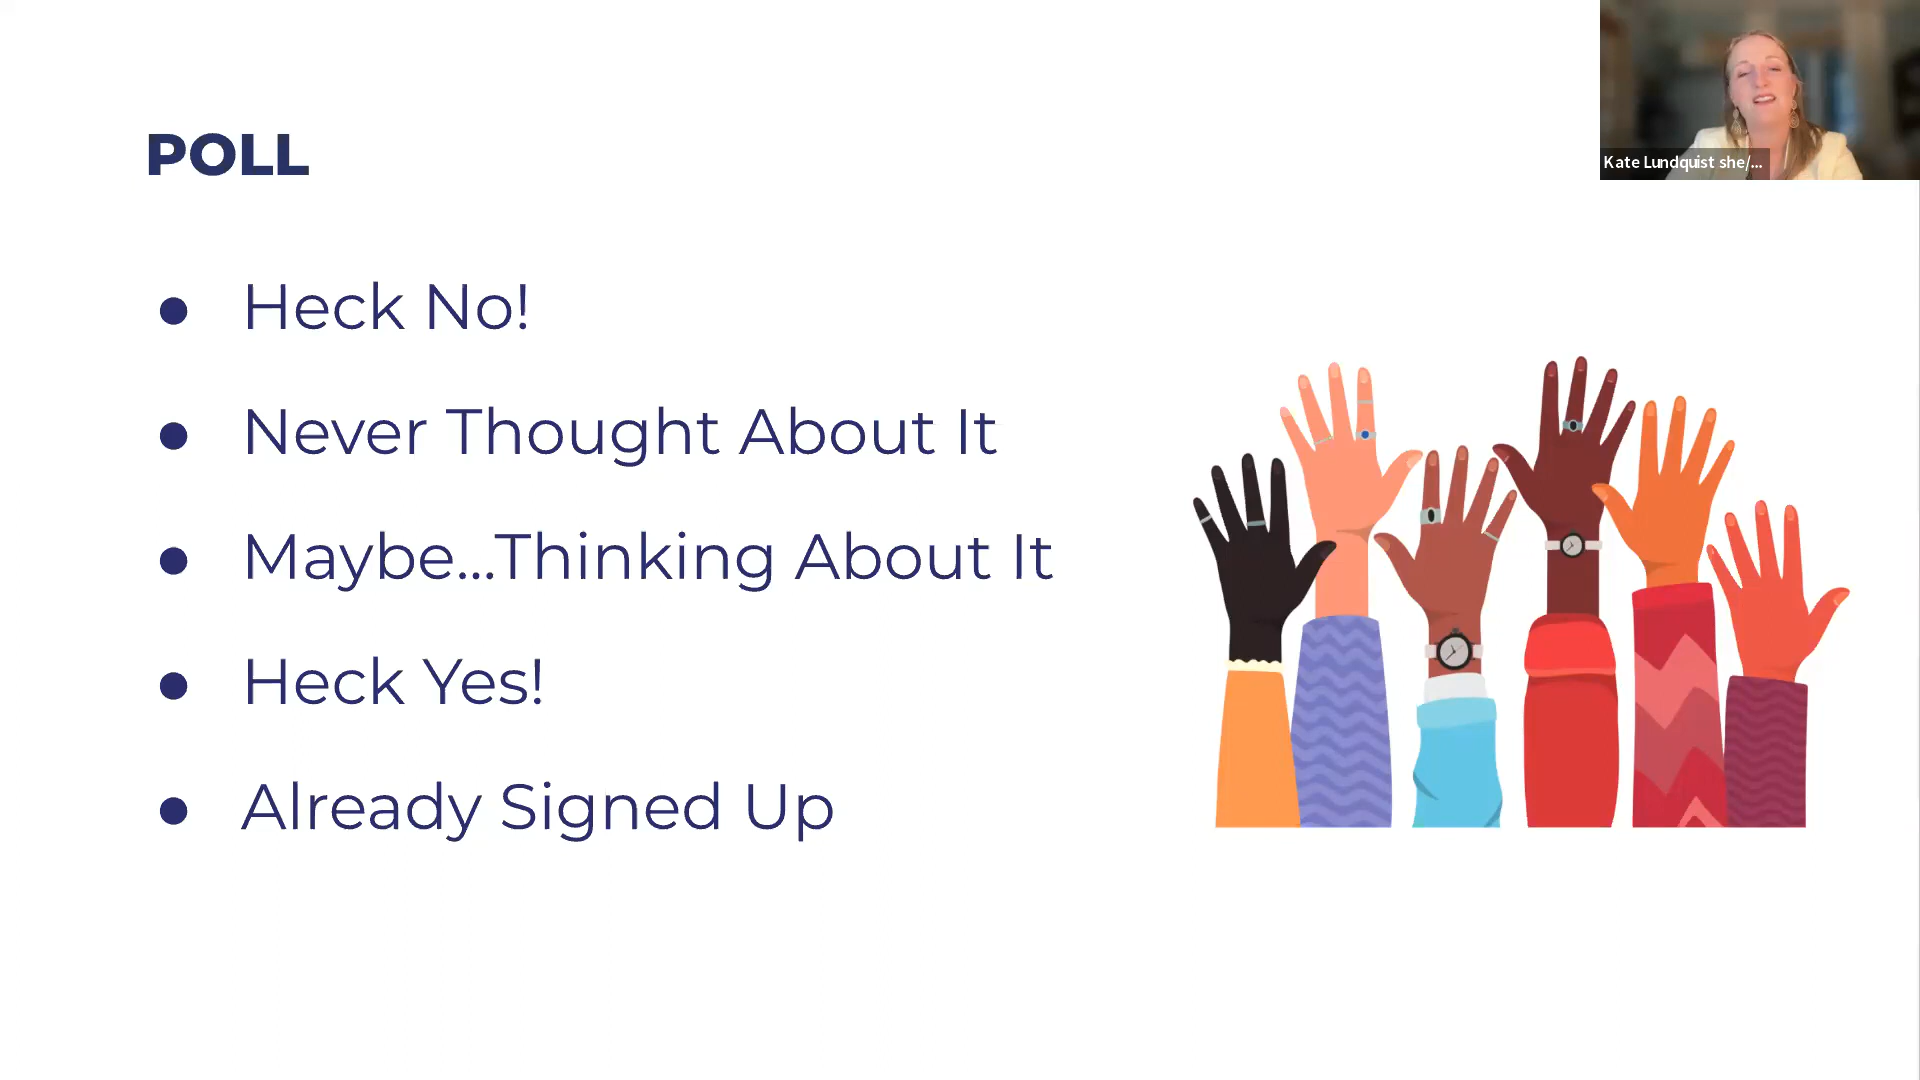 POLL
Kate Lundquist she/...
● Heck No!
● Never Thought About It
● Maybe...Thinking About It
● Heck Yes!
● Already Signed Up